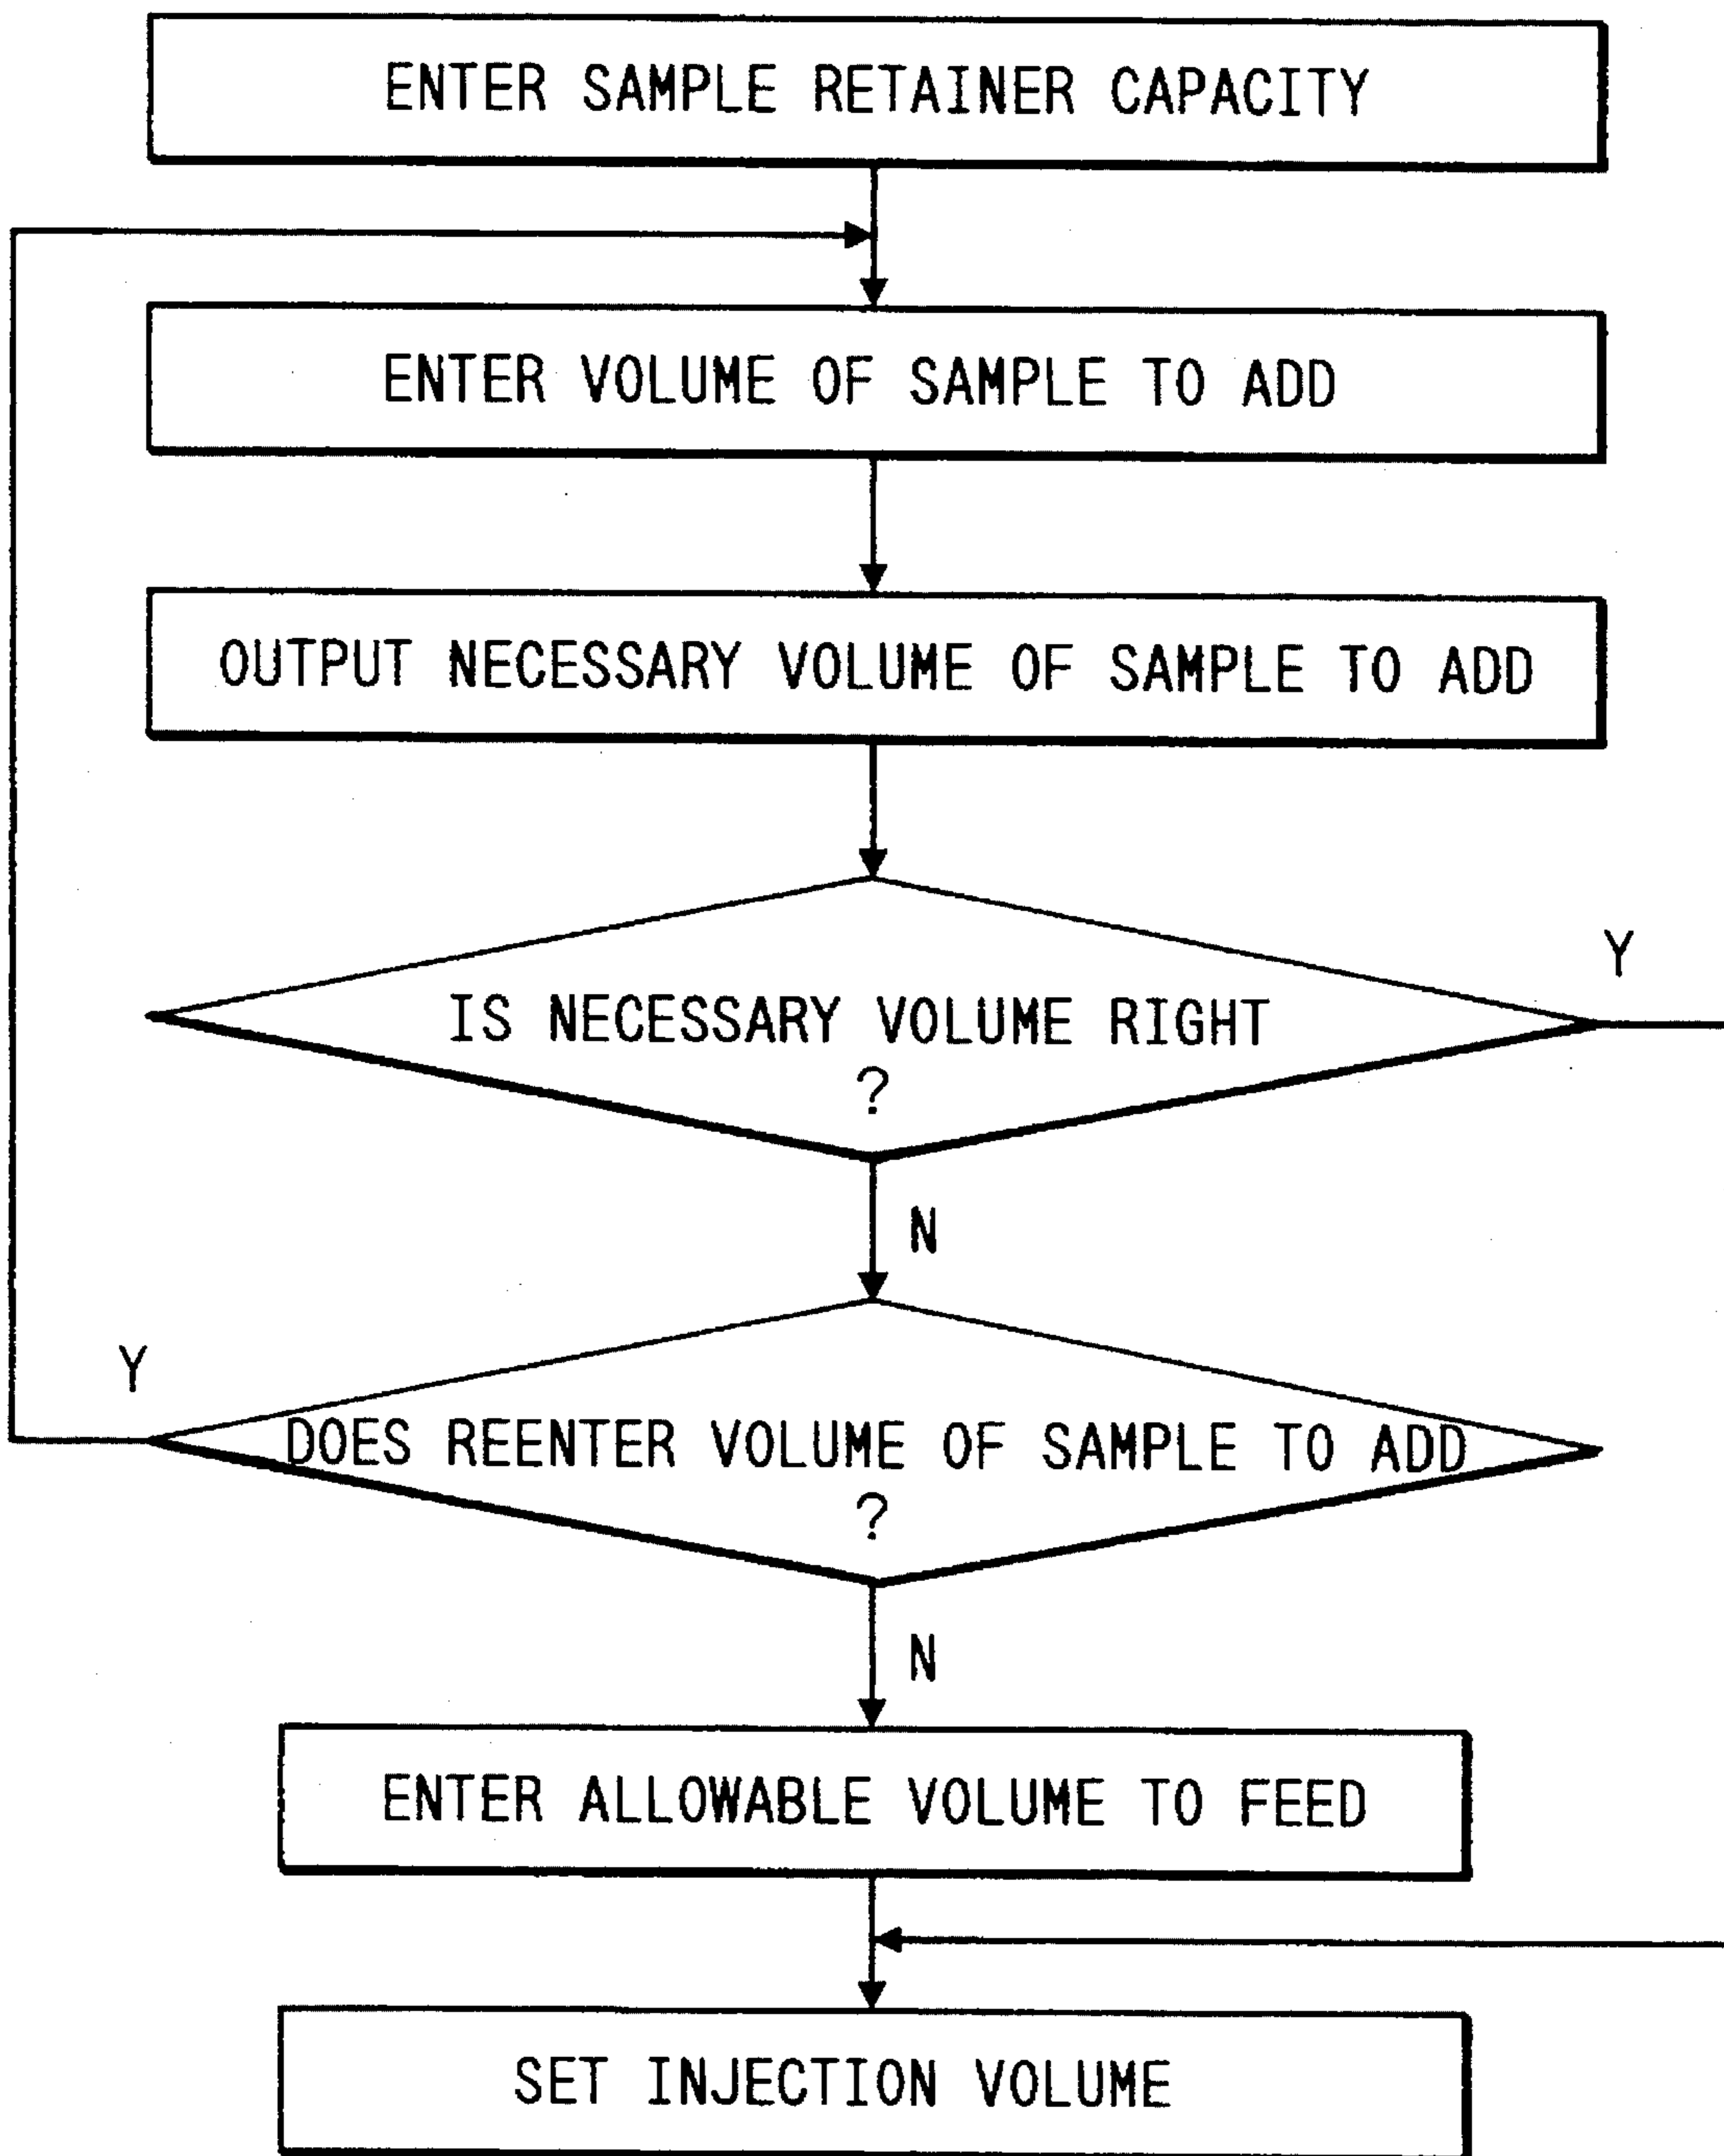 ENTER SAMPLE RETAINER CAPACITY
ENTER VOLUME OF SAMPLE TO ADD
OUTPUT NECESSARY VOLUME OF SAMPLE TO ADD
Y
IS NECESSARY VOLUME RIGHT
?
N
Y
DOES REENTER VOLUME OF SAMPLE TO ADD
?
N
ENTER ALLOWABLE VOLUME TO FEED
SET INJECTION VOLUME